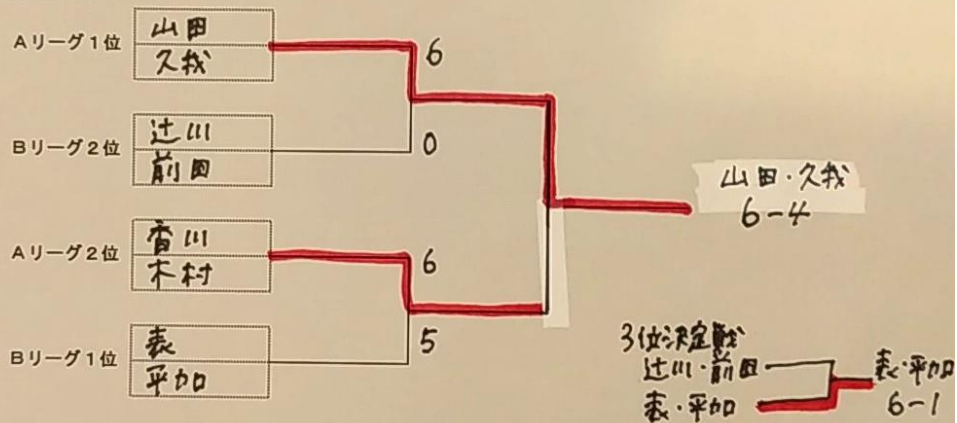 Aリーグ1位
山田
久我
6
Bリーグ2位
辻川
前田
0
山田・久我
6-4
Aリーグ2位
香川
木村
6
Bリーグ1位
表
平加
5
3位決定戦
辻川・前田
表・平加
表・平加
6-1